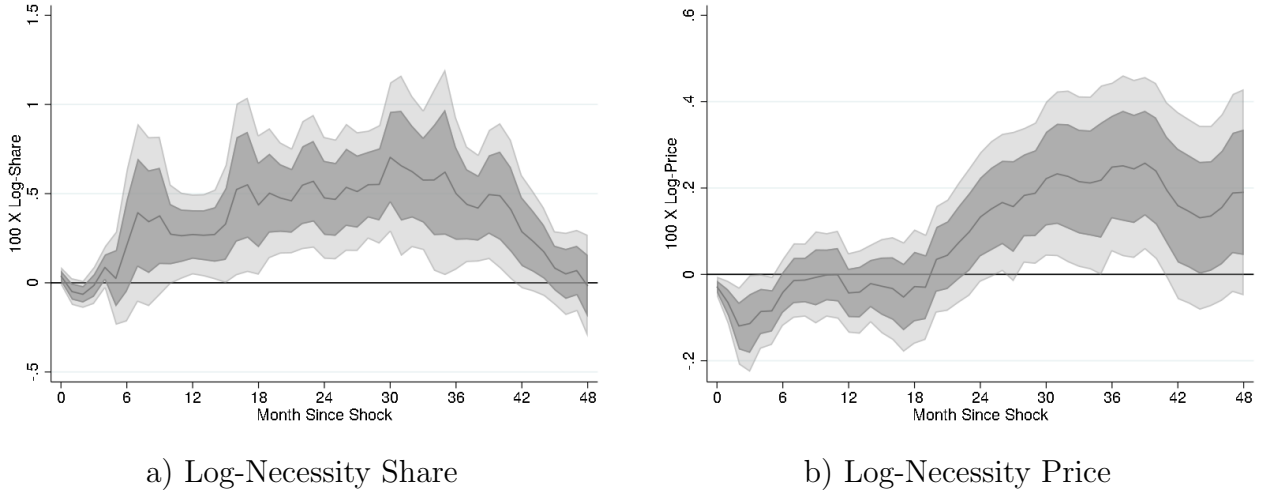 100 X Log-Share
1.5
1
.5
0
-.5
0 6 12 18 24 30 36 42 48
Month Since Shock
a) Log-Necessity Share
100 X Log-Price
.6
.4
.2
0
-.2
0 6 12 18 24 30 36 42 48
Month Since Shock
b) Log-Necessity Price